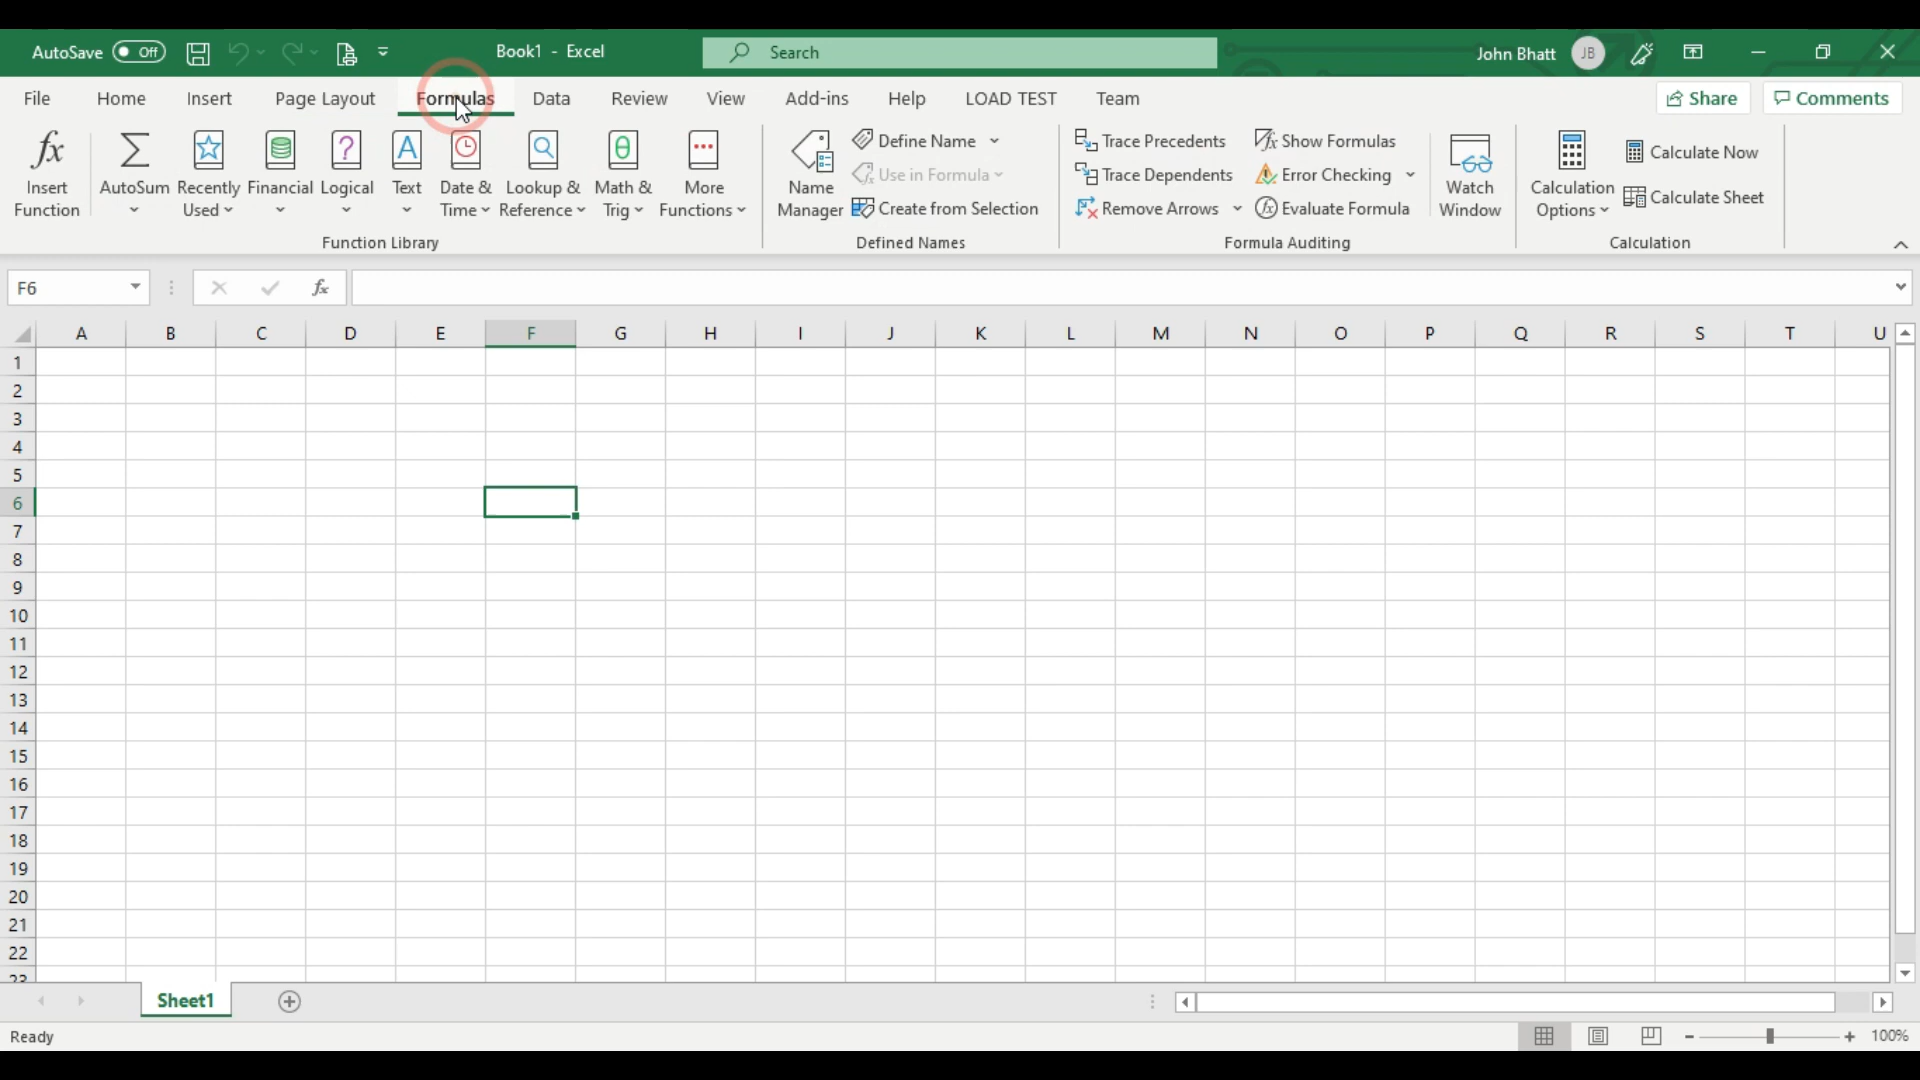 AutoSave Off Book1 - Excel Search John Bhatt JB
File Home Insert Page Layout Formulas Data Review View Add-ins Help LOAD TEST Team Share Comments
Insert Function
AutoSum
Recently Used
Financial
Logical
Text
Date & Time
Lookup & Reference
Math & Trig
More Functions
Function Library
Name Manager
Define Name
Use in Formula
Create from Selection
Defined Names
Trace Precedents
Trace Dependents
Remove Arrows
Show Formulas
Error Checking
Evaluate Formula
Formula Auditing
Watch Window
Calculation Options
Calculate Now
Calculate Sheet
Calculation
F6 fx
A B C D E F G H I J K L M N O P Q R S T U
1
2
3
4
5
6
7
8
9
10
11
12
13
14
15
16
17
18
19
20
21
22
23
Sheet1
Ready 100%